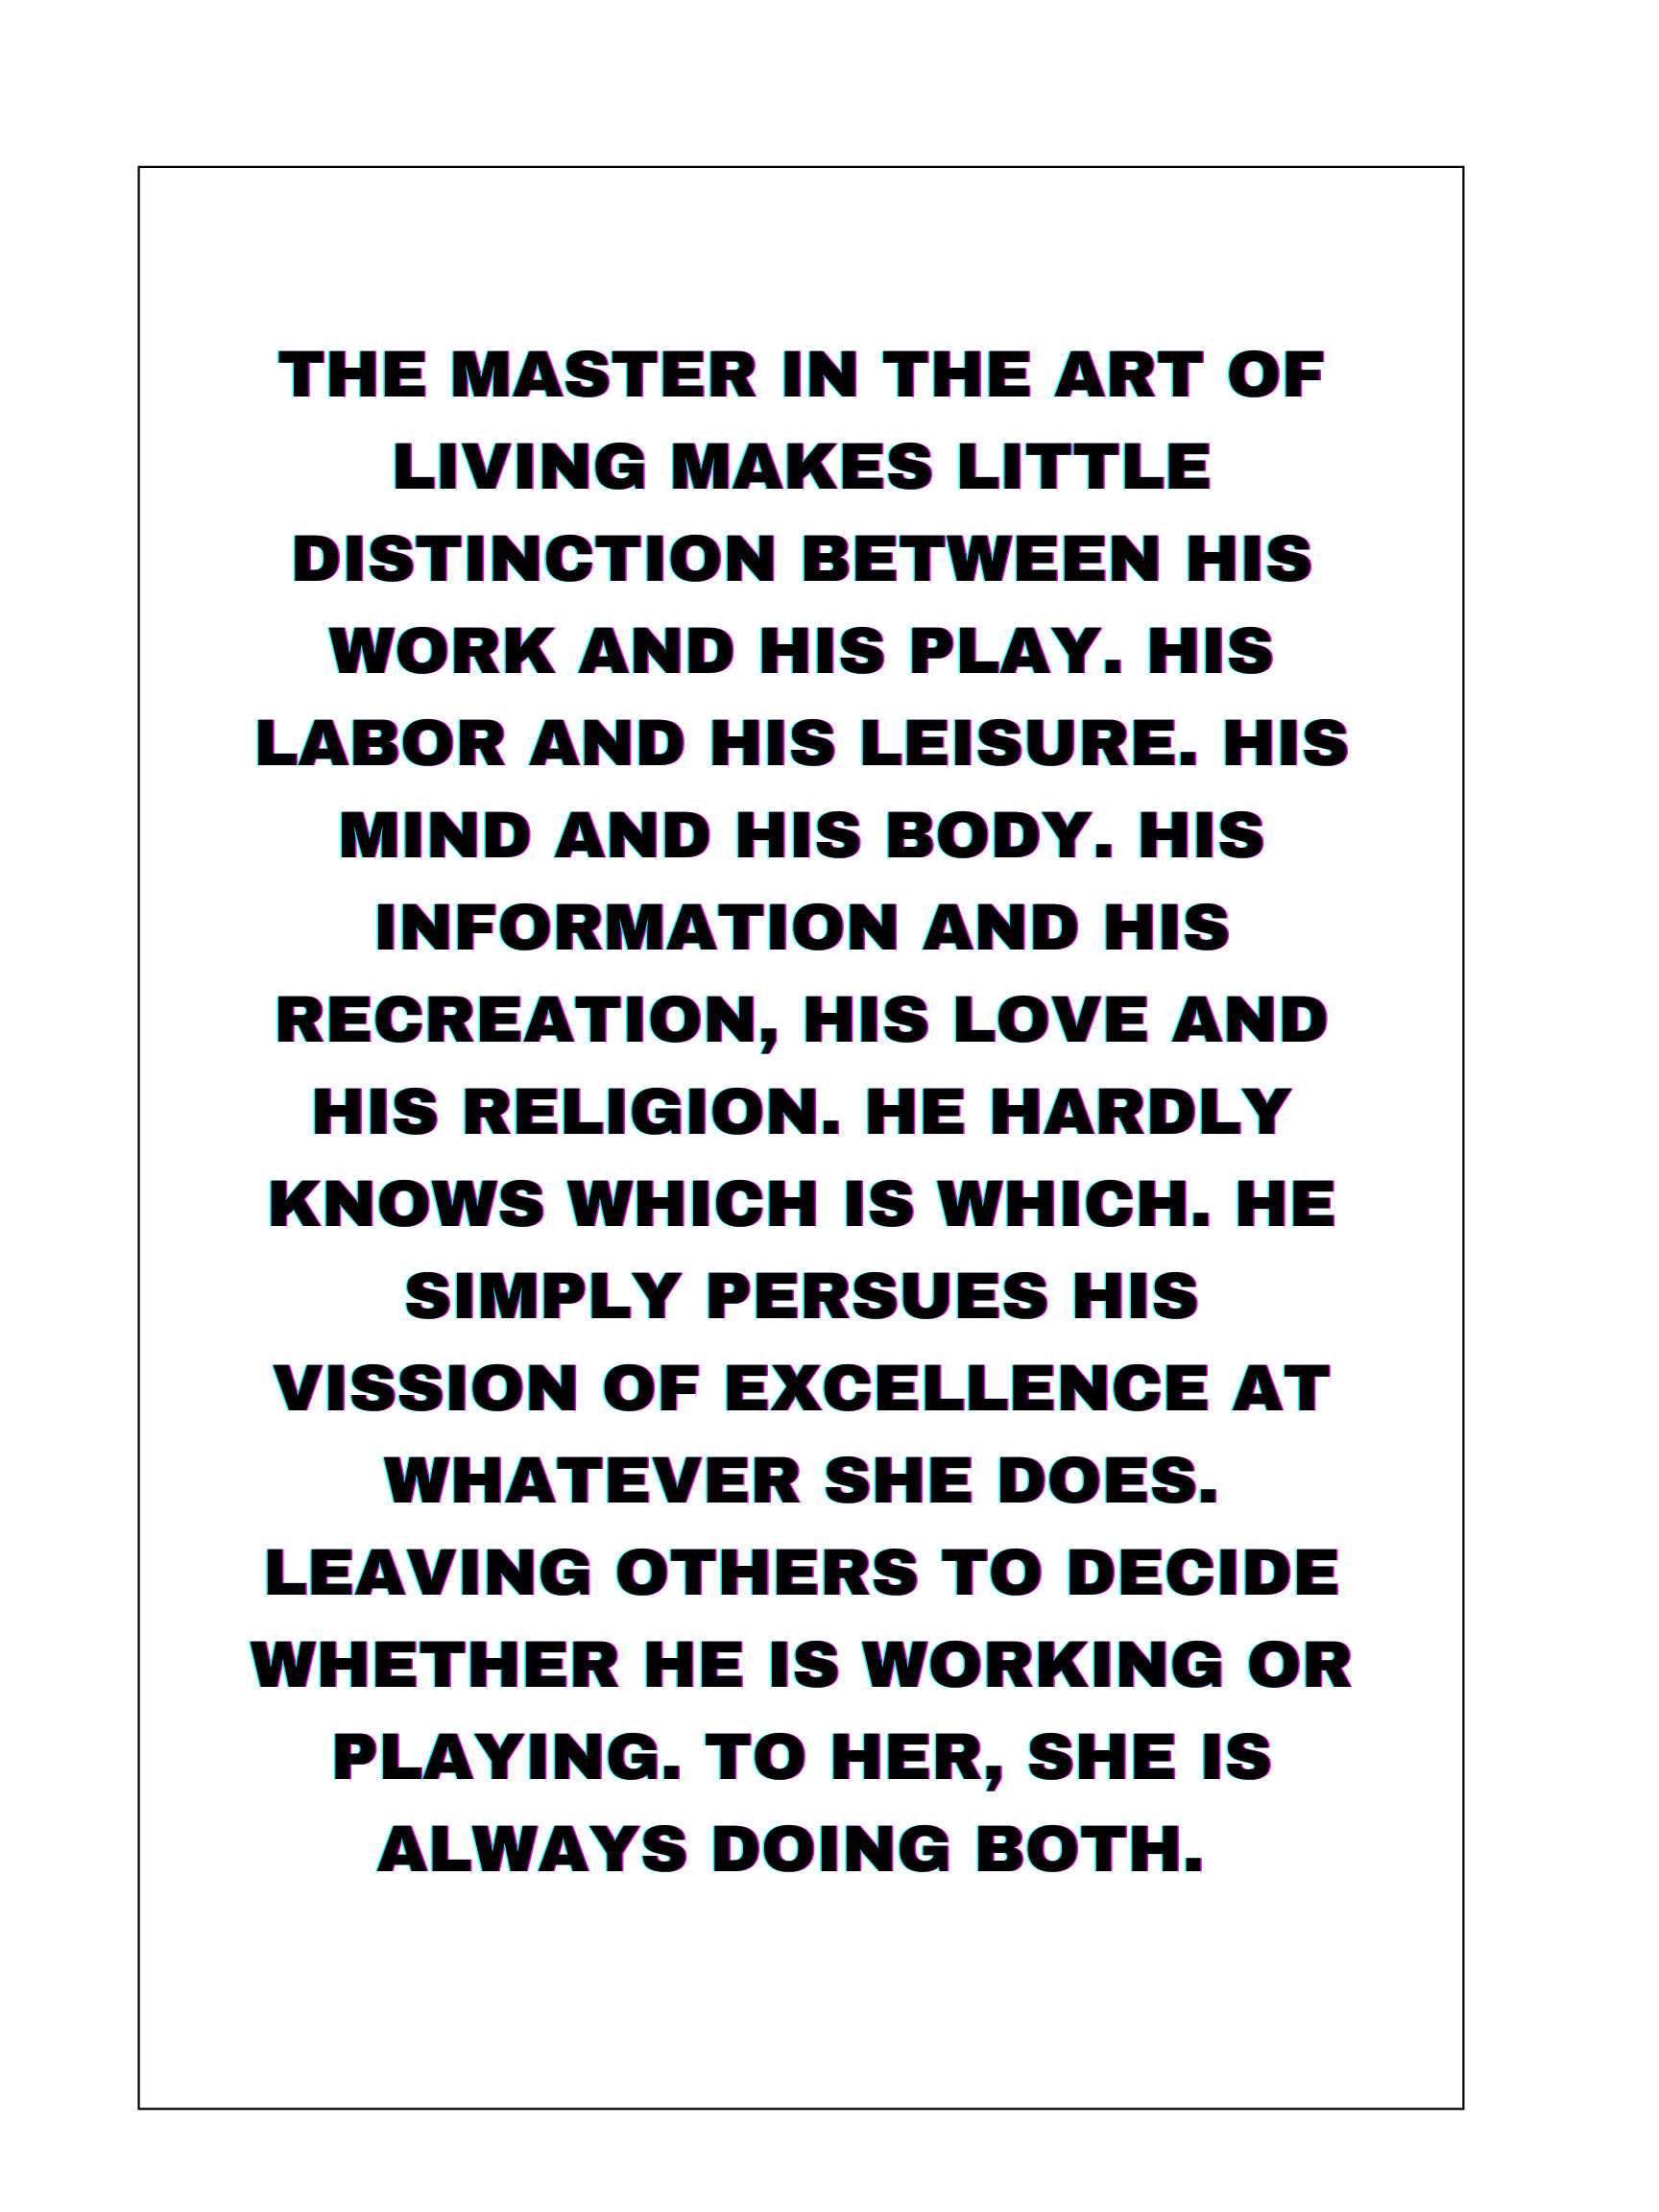 THE MASTER IN THE ART OF
LIVING MAKES LITTLE
DISTINCTION BETWEEN HIS
WORK AND HIS PLAY. HIS
LABOR AND HIS LEISURE. HIS
MIND AND HIS BODY. HIS
INFORMATION AND HIS
RECREATION, HIS LOVE AND
HIS RELIGION. HE HARDLY
KNOWS WHICH IS WHICH. HE
SIMPLY PERSUES HIS
VISSION OF EXCELLENCE AT
WHATEVER SHE DOES.
LEAVING OTHERS TO DECIDE
WHETHER HE IS WORKING OR
PLAYING. TO HER, SHE IS
ALWAYS DOING BOTH.